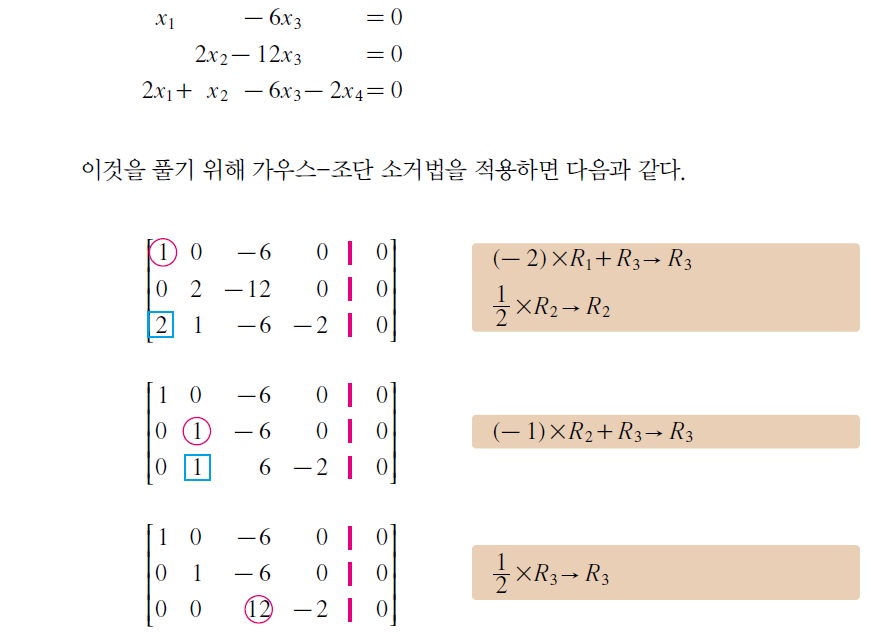 x₁ − 6x₃ = 0
2x₂ − 12x₃ = 0
2x₁ + x₂ − 6x₃ − 2x₄ = 0
이것을 풀기 위해 가우스-조단 소거법을 적용하면 다음과 같다.
1 0 −6 0 | 0
(−2)×R₁+R₃→R₃
0 2 −12 0 | 0
1/2×R₂→R₂
2 1 −6 −2 | 0
1 0 −6 0 | 0
0 1 −6 0 | 0
(−1)×R₂+R₃→R₃
0 1 6 −2 | 0
1 0 −6 0 | 0
0 1 −6 0 | 0
1/2×R₃→R₃
0 0 12 −2 | 0